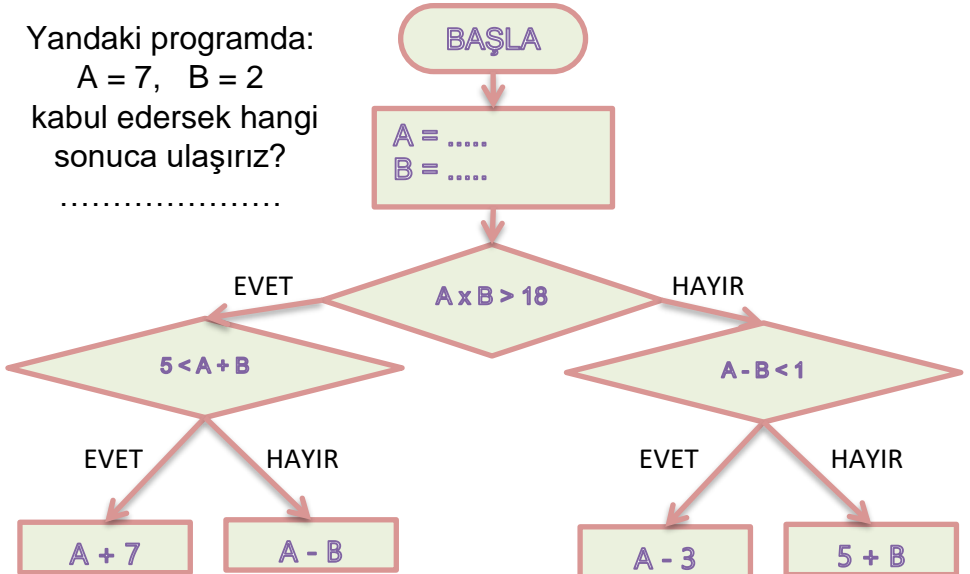 Yandaki programda:
A = 7, B = 2
kabul edersek hangi
sonuca ulaşırız?
…………………
BAŞLA
A = .....
B = .....
A x B > 18
EVET
HAYIR
5 < A + B
A - B < 1
EVET
HAYIR
EVET
HAYIR
A + 7
A - B
A - 3
5 + B